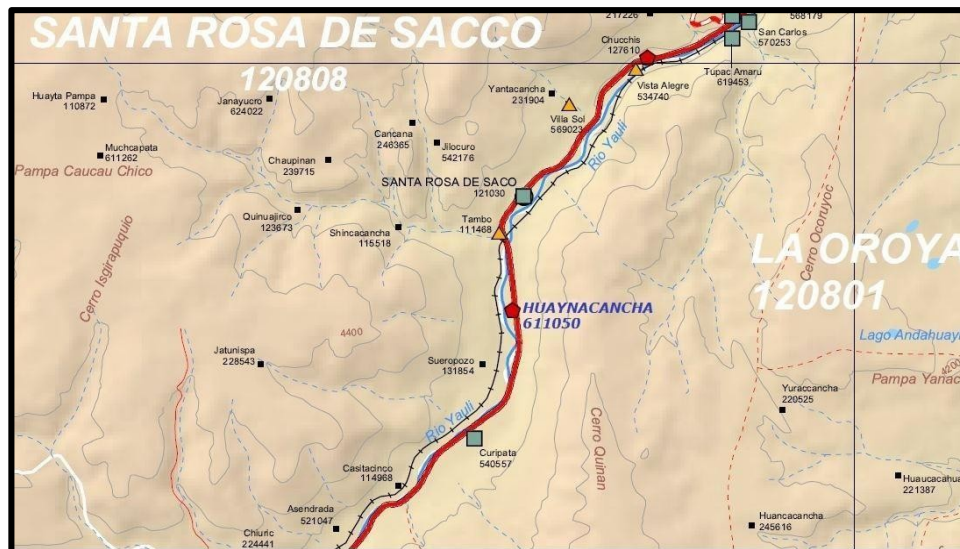 SANTA ROSA DE SACCO
120808
217226
568179
San Carlos
570253
Chucchis
127610
Tupac Amaru
619453
Vista Alegre
534740
Huayta Pampa
110872
Janayucro
624022
Yantacancha
231904
Villa Sol
569023
Cancana
246365
Jilocuro
542176
Rio Yauli
Muchcapata
611262
Pampa Caucau Chico
Chaupinan
239715
SANTA ROSA DE SACO
121030
Quinuajirco
123673
Shincacancha
115518
Tambo
111468
Cerro Isgirapuquio
Cerro Ocoruyoc
LA OROYA
120801
HUAYNACANCHA
611050
4400
Lago Andahuay
Jatunispa
228543
Sueropozo
131854
4200
Pampa Yanac
Yuraccancha
220525
Rio Yauli
Cerro Quinan
Curipata
540557
Casitacinco
114968
Huaucacahua
221387
Asendrada
521047
Huancacancha
245616
Chiuric
224441